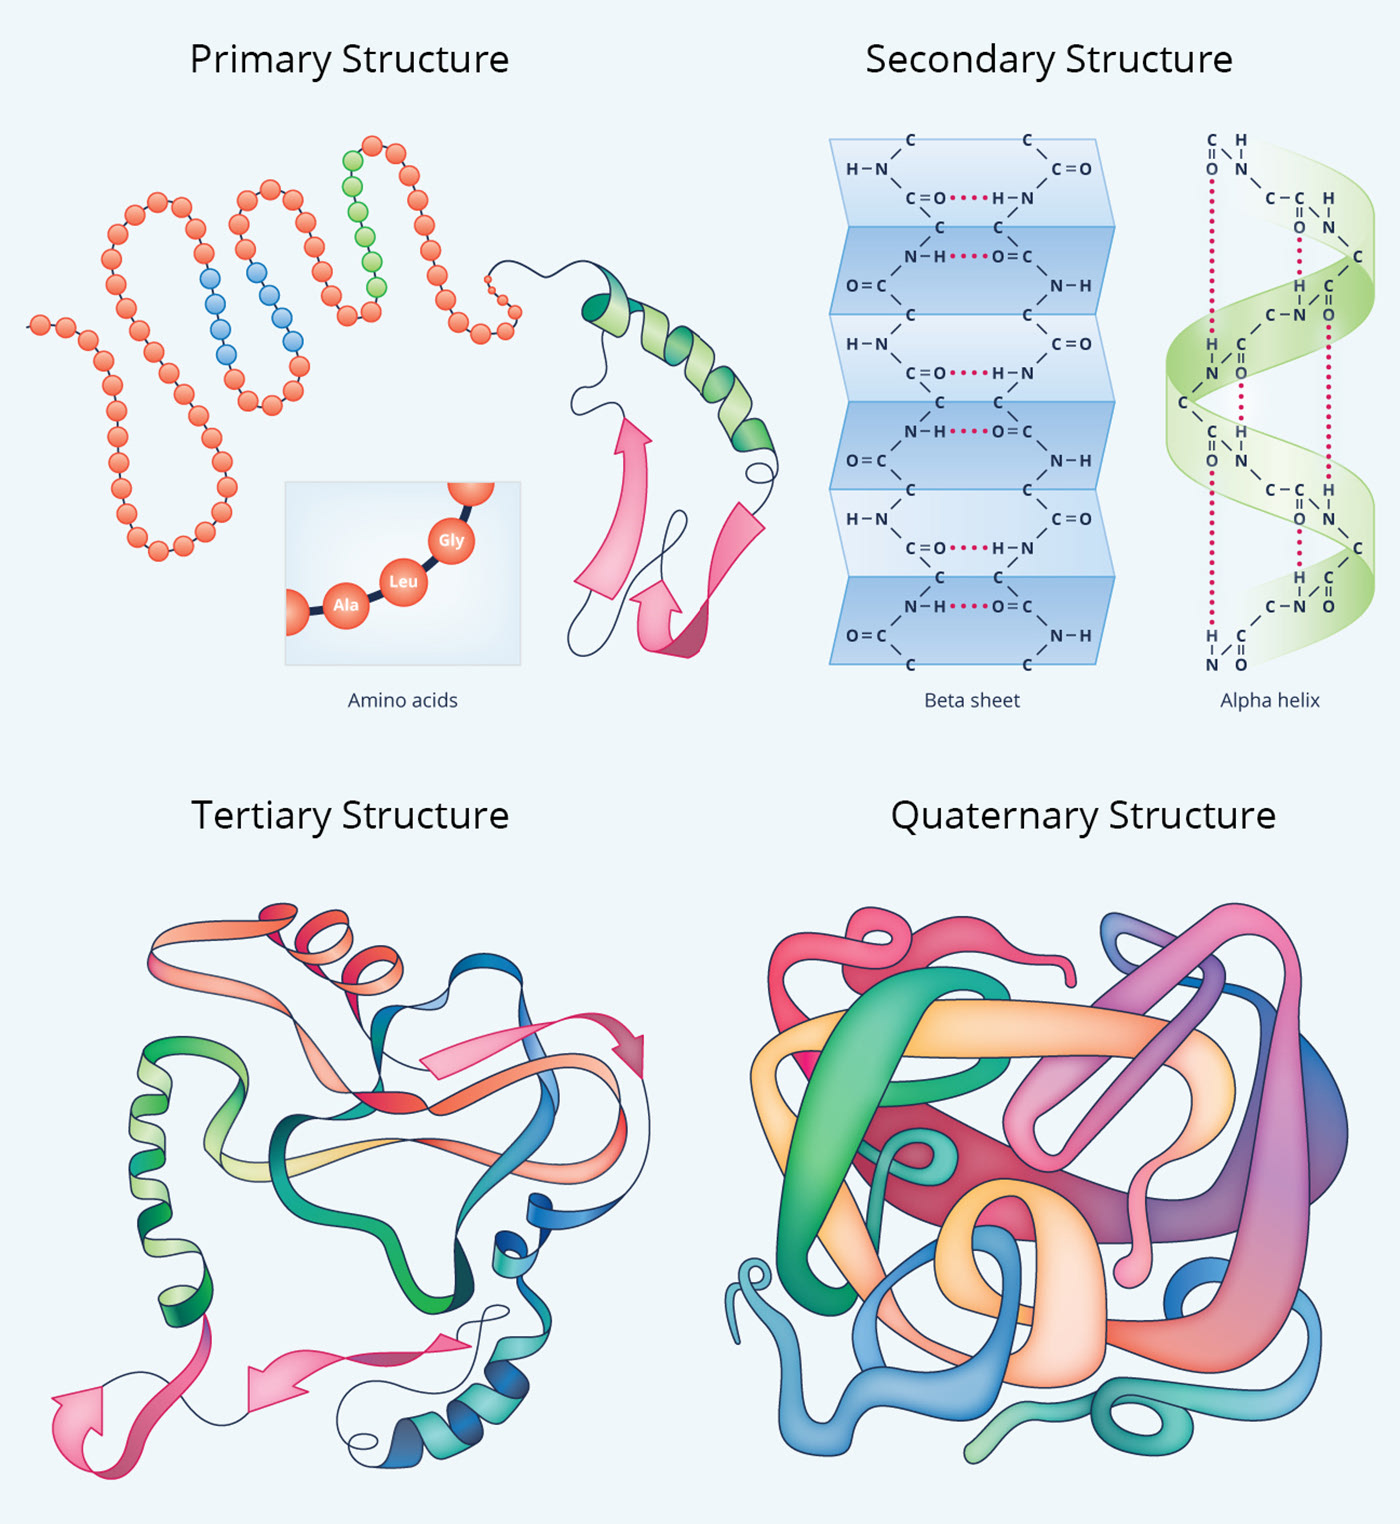 Primary Structure
Secondary Structure
C C C H
H–N C=O O N
C=O H–N C–C H
C C O N
N–H O=C C
O=C N–H H C
C C C–N O
H–N C=O H C
C=O H–N N O
C C C
N–H O=C C H
O=C N–H O N
C C C–C H
H–N C=O O N
C=O H–N C
C C H C
N–H O=C C–N O
O=C N–H H C
C C N O
Gly
Leu
Ala
Amino acids
Beta sheet
Alpha helix
Tertiary Structure
Quaternary Structure